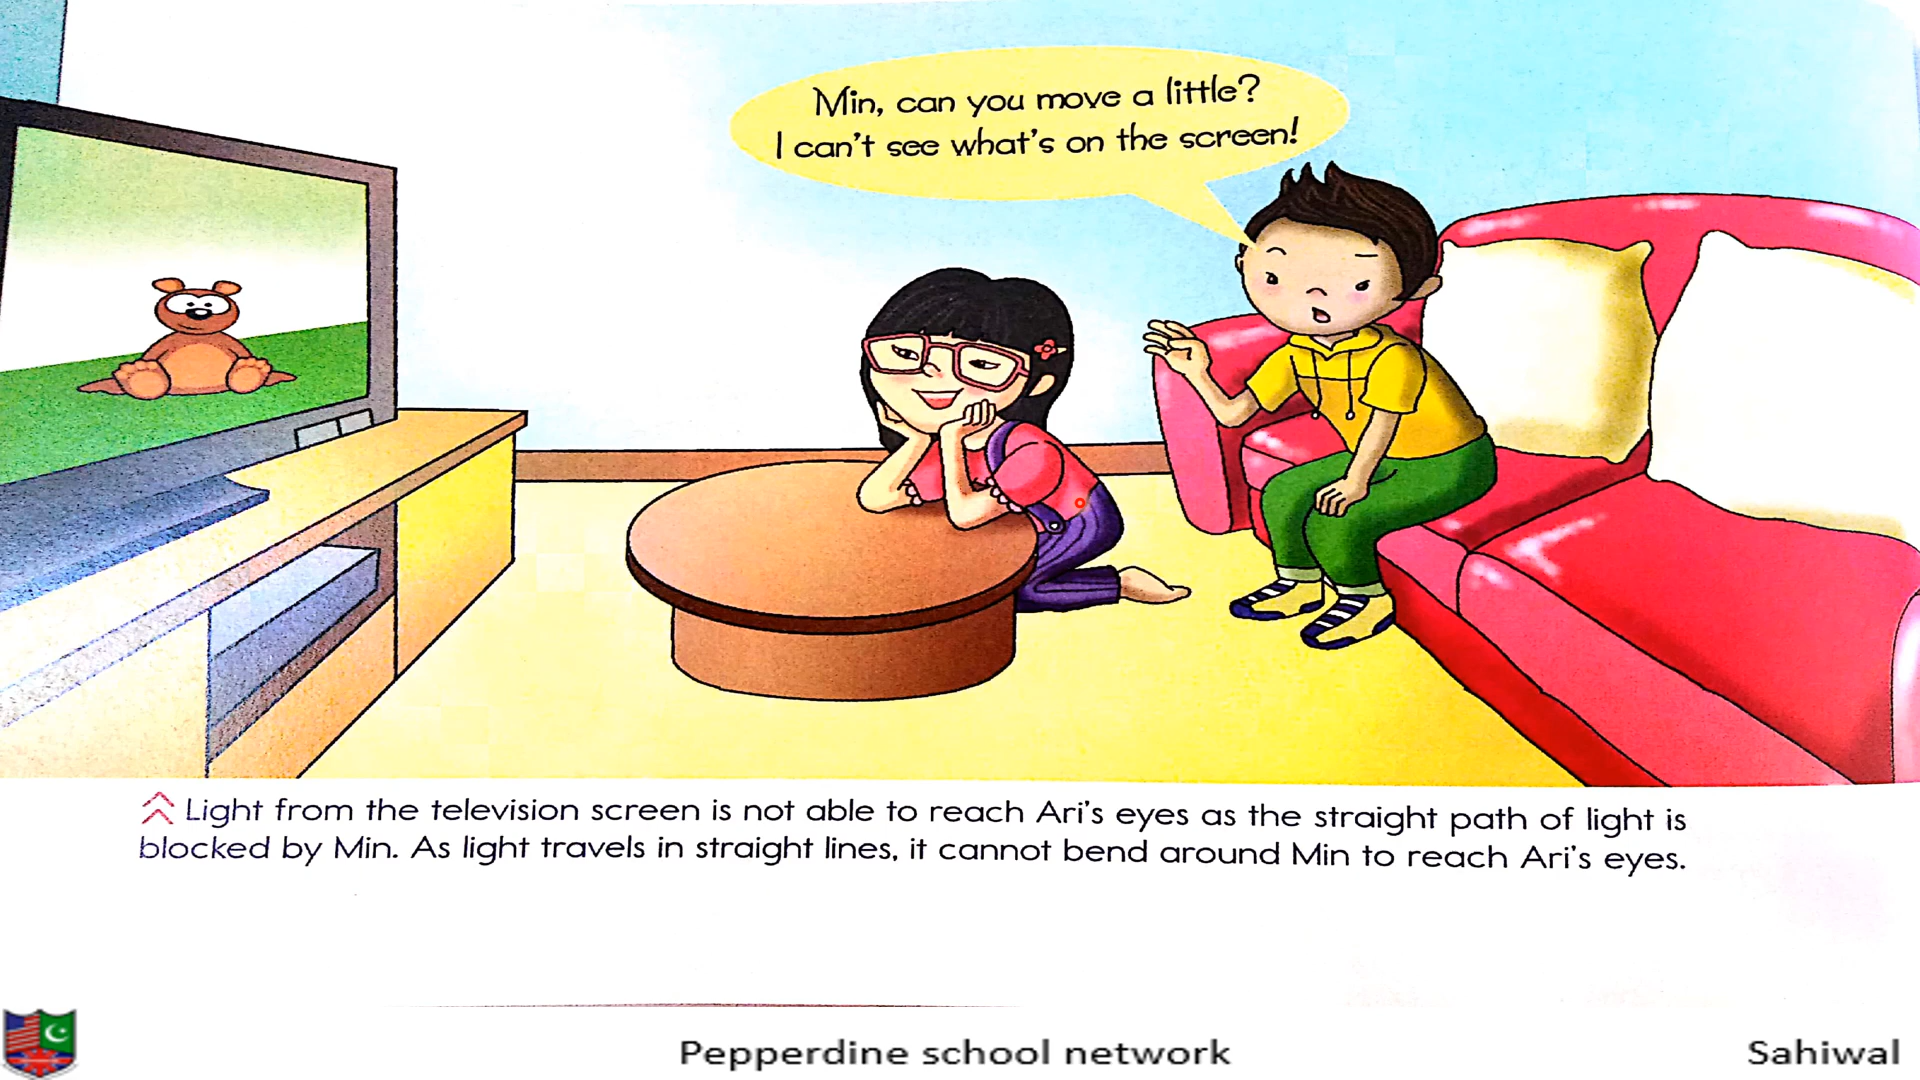 Min, can you move a little?
I can't see what's on the screen!
Light from the television screen is not able to reach Ari's eyes as the straight path of light is
blocked by Min. As light travels in straight lines, it cannot bend around Min to reach Ari's eyes.
Pepperdine school network
Sahiwal